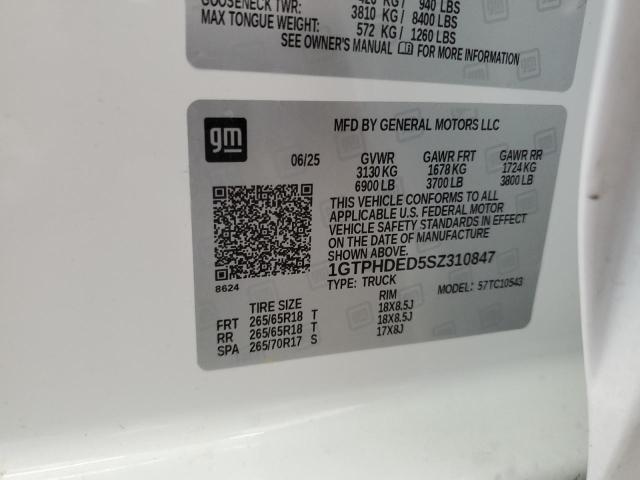 GOOSENECK TWR: 3810 KG / 8400 LBS
MAX TONGUE WEIGHT: 572 KG / 1260 LBS
SEE OWNER'S MANUAL FOR MORE INFORMATION
gm
MFD BY GENERAL MOTORS LLC
06/25 GVWR GAWR FRT GAWR RR
3130 KG 1678 KG 1724 KG
6900 LB 3700 LB 3800 LB
THIS VEHICLE CONFORMS TO ALL
APPLICABLE U.S. FEDERAL MOTOR
VEHICLE SAFETY STANDARDS IN EFFECT
ON THE DATE OF MANUFACTURE
SHOWN ABOVE.
1GTPHDED5SZ310847
8624
TYPE: TRUCK MODEL: 57TC10543
TIRE SIZE RIM
FRT 265/65R18 T 18X8.5J
RR 265/65R18 T 18X8.5J
SPA 265/70R17 S 17X8J